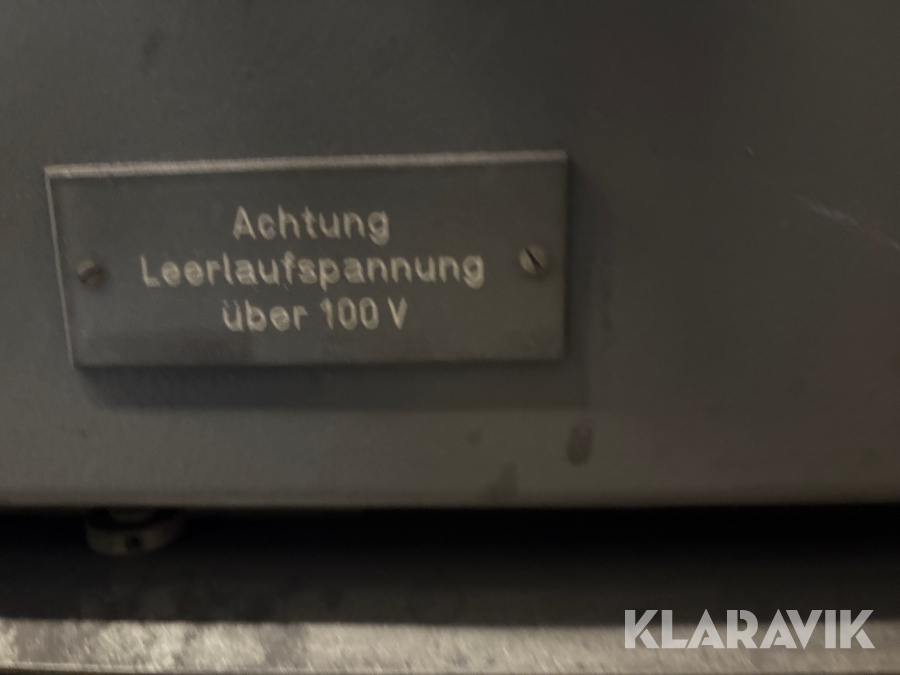 Achtung
Leerlaufspannung
über 100 V
KLARAVIK